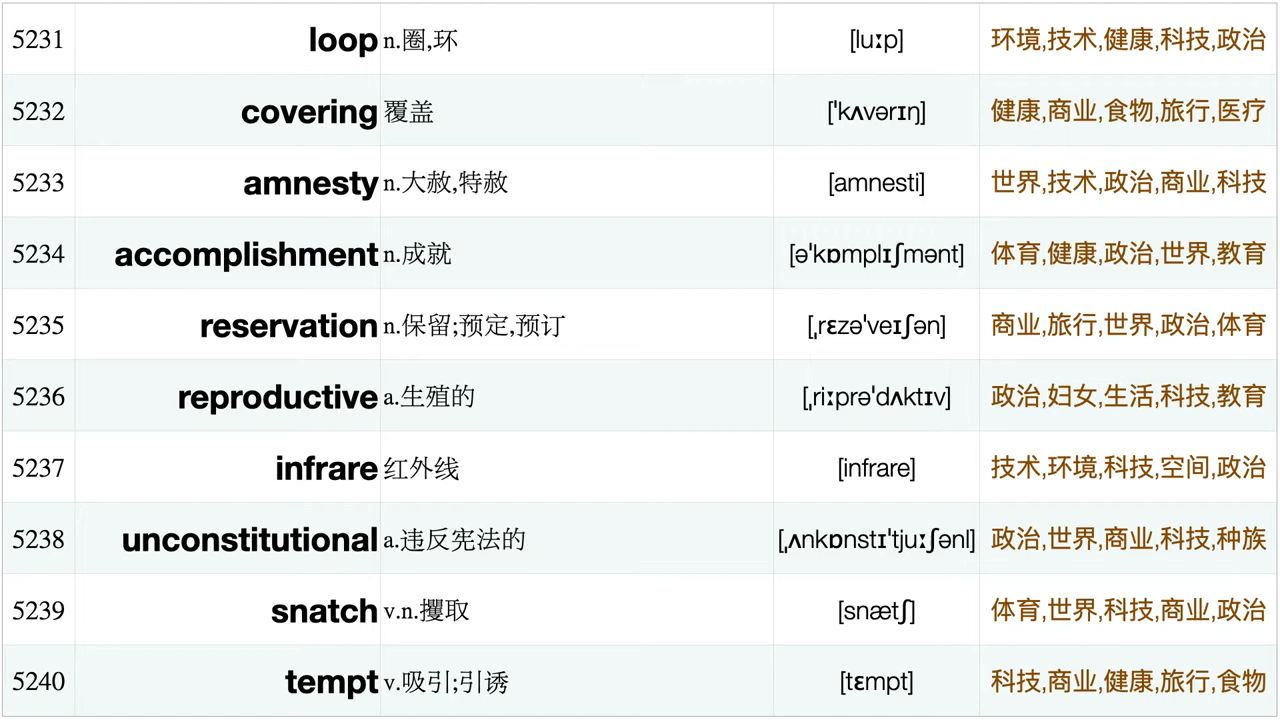 5231 loop n.圈,环 [luːp] 环境,技术,健康,科技,政治
5232 covering 覆盖 [ˈkʌvərɪŋ] 健康,商业,食物,旅行,医疗
5233 amnesty n.大赦,特赦 [amnesti] 世界,技术,政治,商业,科技
5234 accomplishment n.成就 [əˈkɒmplɪʃmənt] 体育,健康,政治,世界,教育
5235 reservation n.保留;预定,预订 [ˌrɛzəˈveɪʃən] 商业,旅行,世界,政治,体育
5236 reproductive a.生殖的 [ˌriːprəˈdʌktɪv] 政治,妇女,生活,科技,教育
5237 infrare 红外线 [infrare] 技术,环境,科技,空间,政治
5238 unconstitutional a.违反宪法的 [ˌʌnkɒnstɪˈtjuːʃənl] 政治,世界,商业,科技,种族
5239 snatch v.n.攫取 [snætʃ] 体育,世界,科技,商业,政治
5240 tempt v.吸引;引诱 [tɛmpt] 科技,商业,健康,旅行,食物